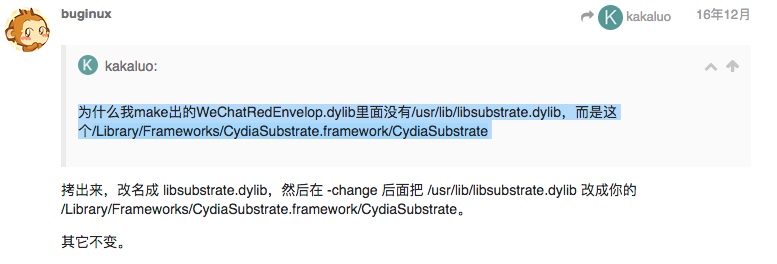 buginux
K kakaluo 16年12月
K kakaluo:
为什么我make出的WeChatRedEnvelop.dylib里面没有/usr/lib/libsubstrate.dylib，而是这
个/Library/Frameworks/CydiaSubstrate.framework/CydiaSubstrate
拷出来，改名成 libsubstrate.dylib，然后在 -change 后面把 /usr/lib/libsubstrate.dylib 改成你的
/Library/Frameworks/CydiaSubstrate.framework/CydiaSubstrate。
其它不变。